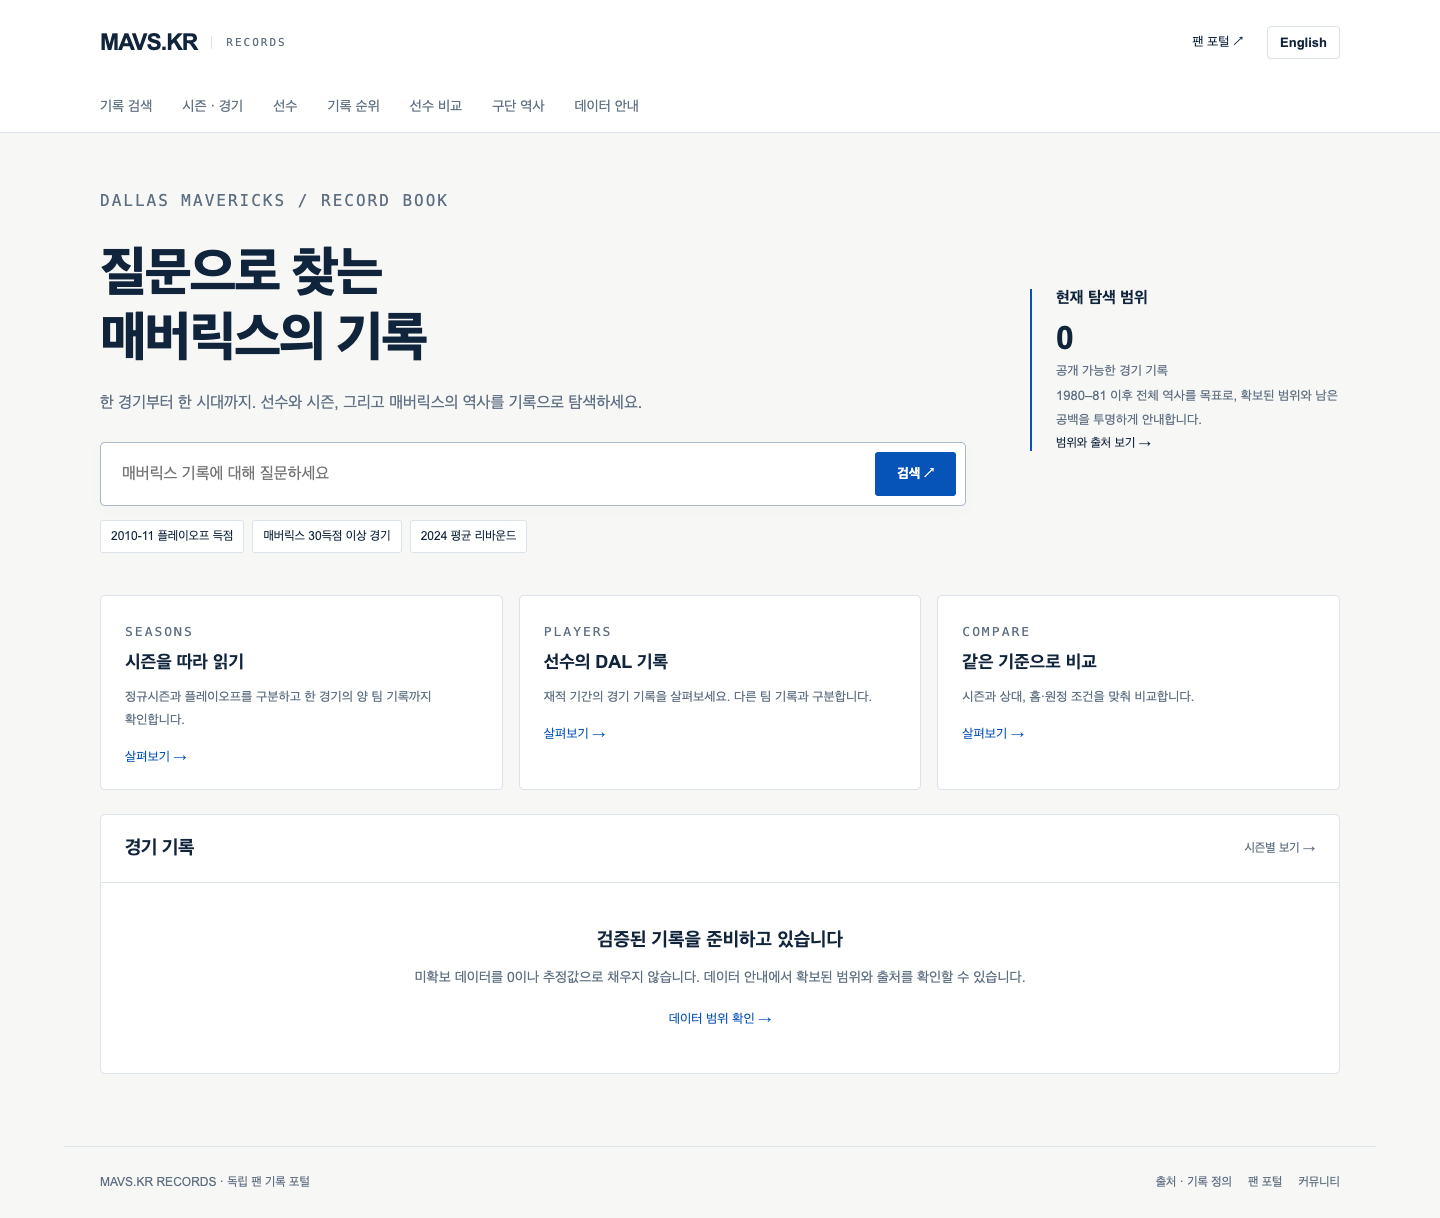 MAVS.KR
RECORDS
팬 포털 ↗
English
기록 검색
시즌 · 경기
선수
기록 순위
선수 비교
구단 역사
데이터 안내
DALLAS MAVERICKS / RECORD BOOK
질문으로 찾는
매버릭스의 기록
한 경기부터 한 시대까지. 선수와 시즌, 그리고 매버릭스의 역사를 기록으로 탐색하세요.
매버릭스 기록에 대해 질문하세요
검색 ↗
2010-11 플레이오프 득점
매버릭스 30득점 이상 경기
2024 평균 리바운드
현재 탐색 범위
0
공개 가능한 경기 기록
1980–81 이후 전체 역사를 목표로, 확보된 범위와 남은
공백을 투명하게 안내합니다.
범위와 출처 보기 →
SEASONS
시즌을 따라 읽기
정규시즌과 플레이오프를 구분하고 한 경기의 양 팀 기록까지
확인합니다.
살펴보기 →
PLAYERS
선수의 DAL 기록
재적 기간의 경기 기록을 살펴보세요. 다른 팀 기록과 구분합니다.
살펴보기 →
COMPARE
같은 기준으로 비교
시즌과 상대, 홈·원정 조건을 맞춰 비교합니다.
살펴보기 →
경기 기록
시즌별 보기 →
검증된 기록을 준비하고 있습니다
미확보 데이터를 0이나 추정값으로 채우지 않습니다. 데이터 안내에서 확보된 범위와 출처를 확인할 수 있습니다.
데이터 범위 확인 →
MAVS.KR RECORDS · 독립 팬 기록 포털
출처 · 기록 정의
팬 포털
커뮤니티